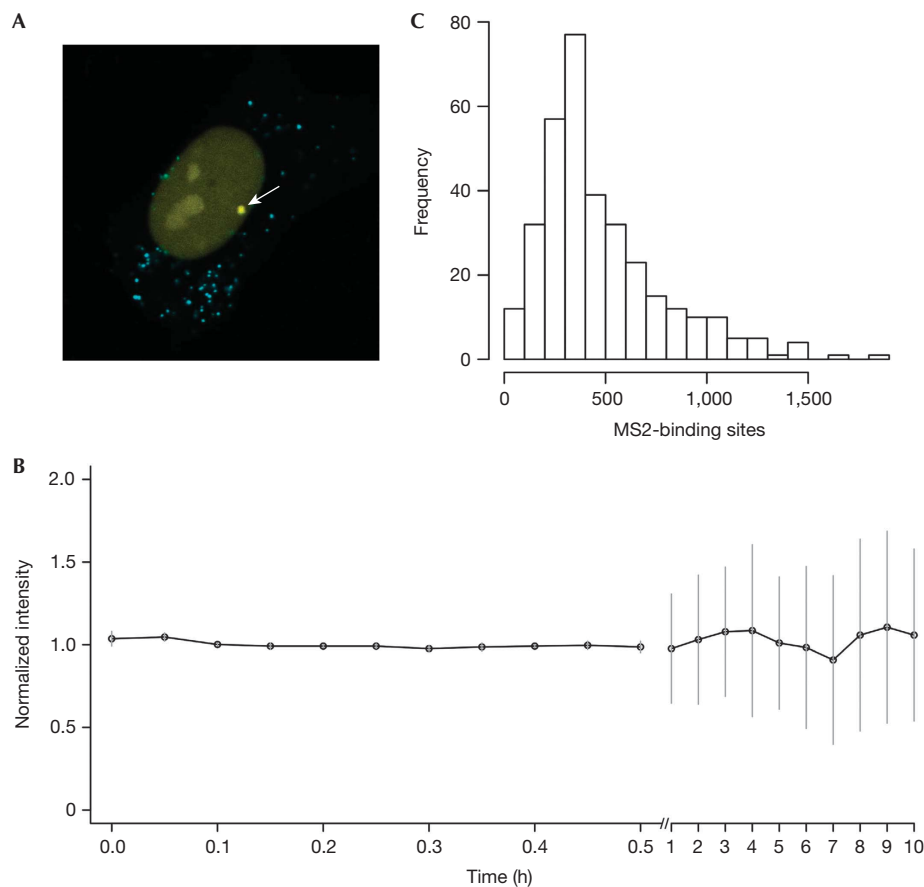 A
C
80
60
40
20
0
Frequency
0 500 1,000 1,500
MS2-binding sites
B
2.0
1.5
1.0
0.5
0
Normalized intensity
0.0 0.1 0.2 0.3 0.4 0.5 1 2 3 4 5 6 7 8 9 10
Time (h)